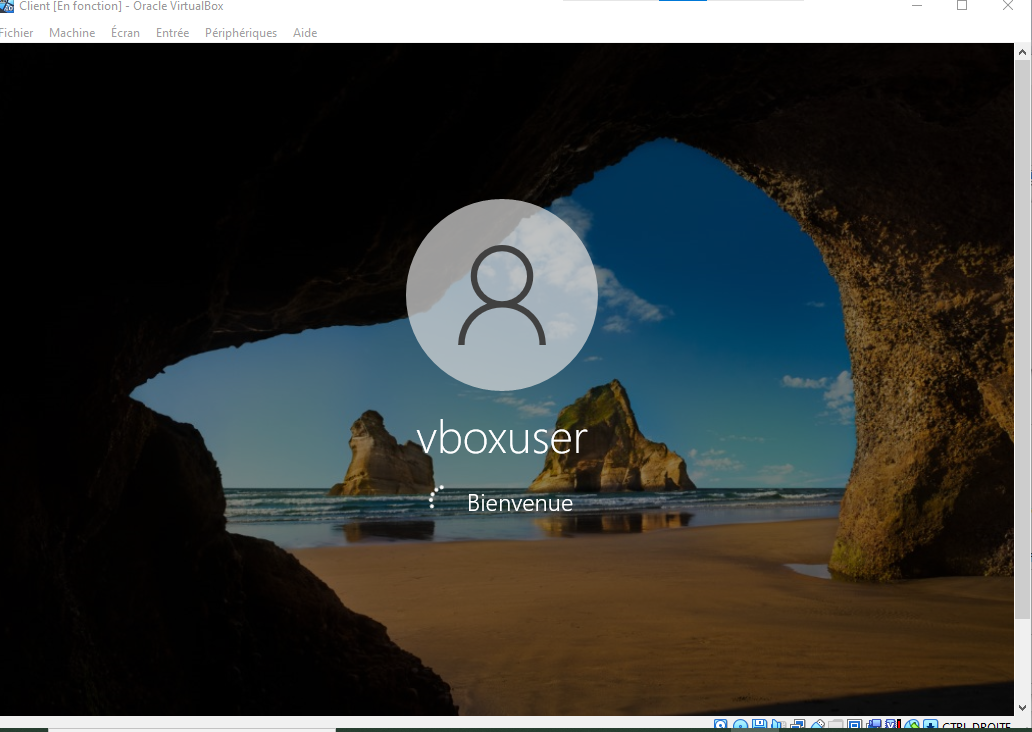 Client [En fonction] - Oracle VirtualBox
Fichier Machine Écran Entrée Périphériques Aide
vboxuser
Bienvenue
CTRL DROITE